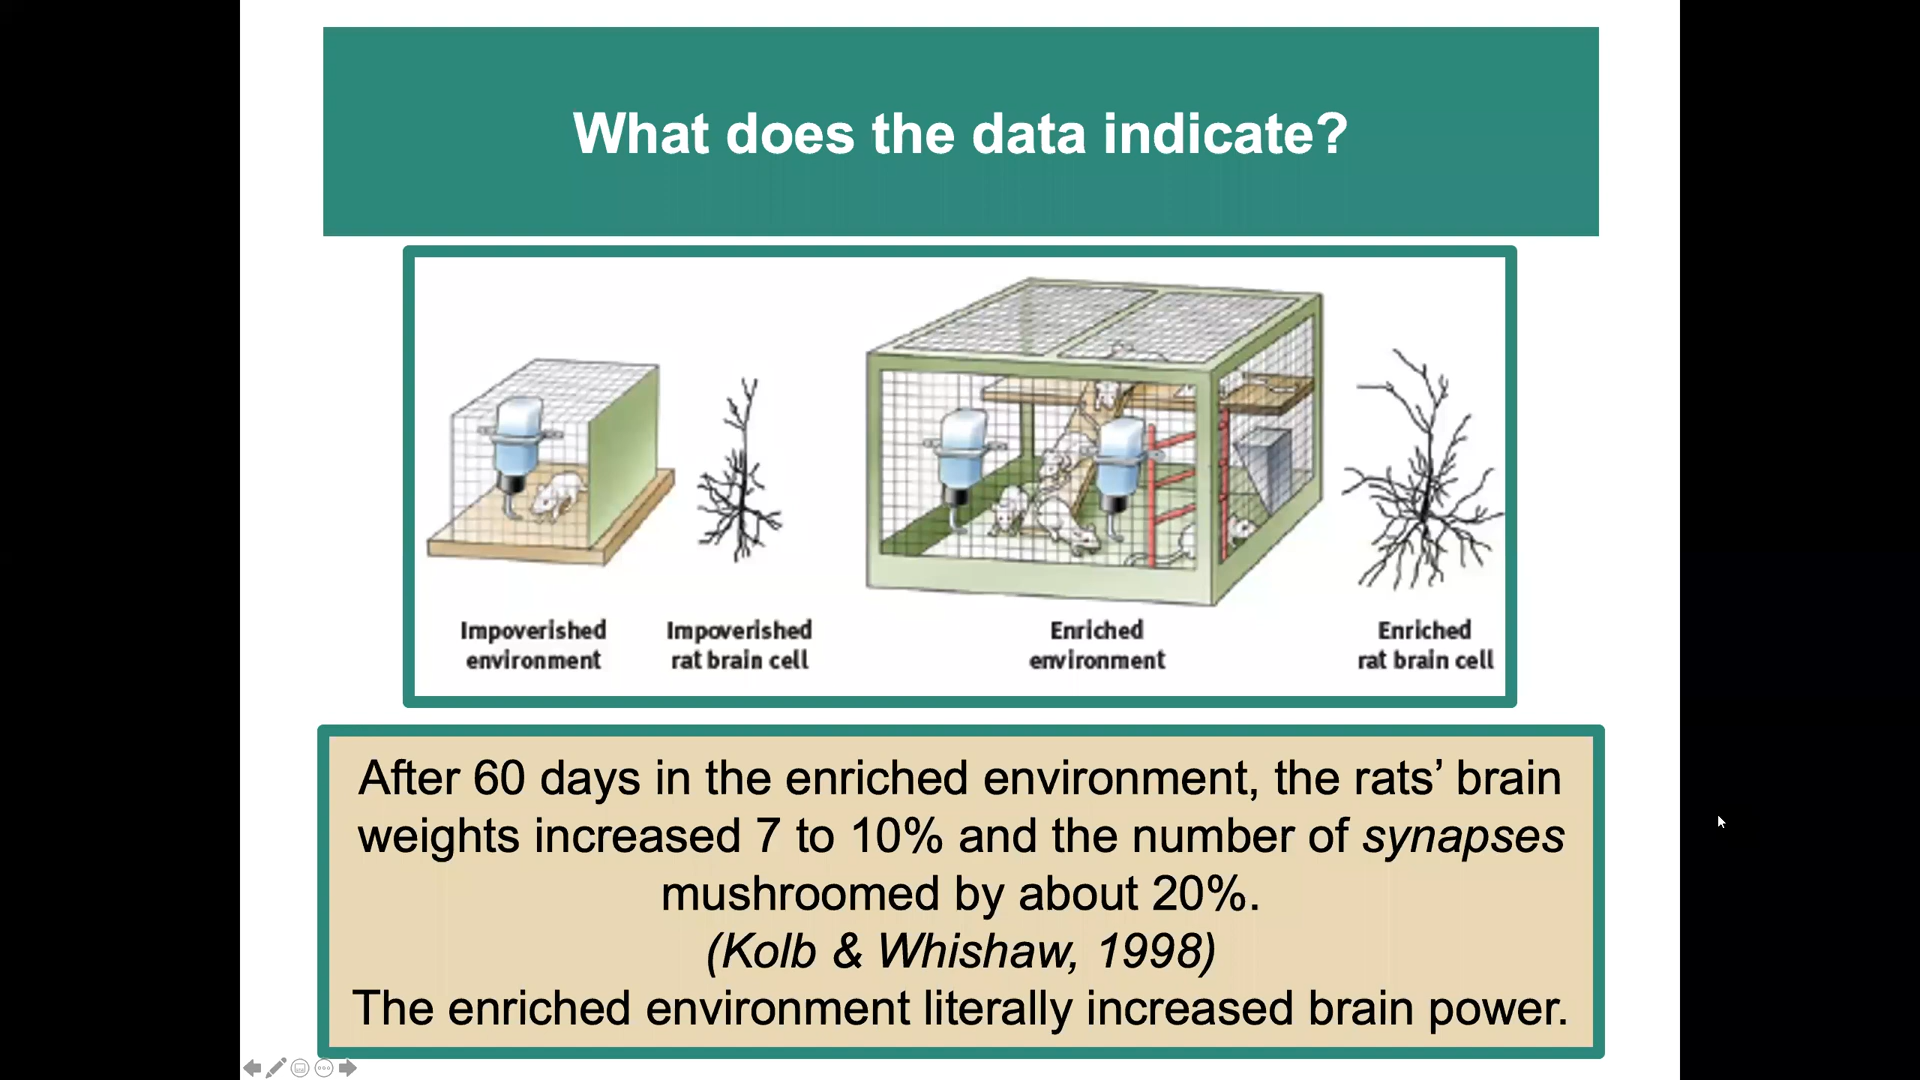 What does the data indicate?
Impoverished
environment
Impoverished
rat brain cell
Enriched
environment
Enriched
rat brain cell
After 60 days in the enriched environment, the rats’ brain
weights increased 7 to 10% and the number of synapses
mushroomed by about 20%.
(Kolb & Whishaw, 1998)
The enriched environment literally increased brain power.